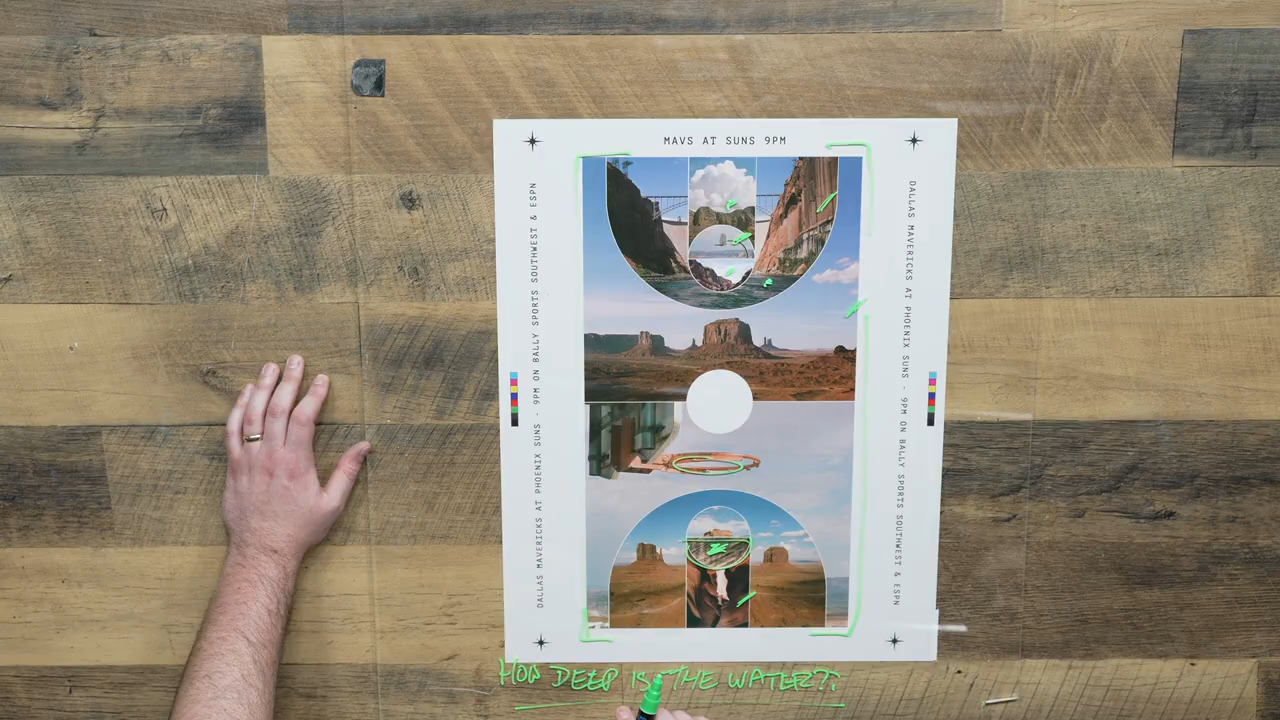 MAVS AT SUNS 9PM
DALLAS MAVERICKS AT PHOENIX SUNS - 9PM ON BALLY SPORTS SOUTHWEST & ESPN
DALLAS MAVERICKS AT PHOENIX SUNS - 9PM ON BALLY SPORTS SOUTHWEST & ESPN
HOW DEEP IS THE WATER??